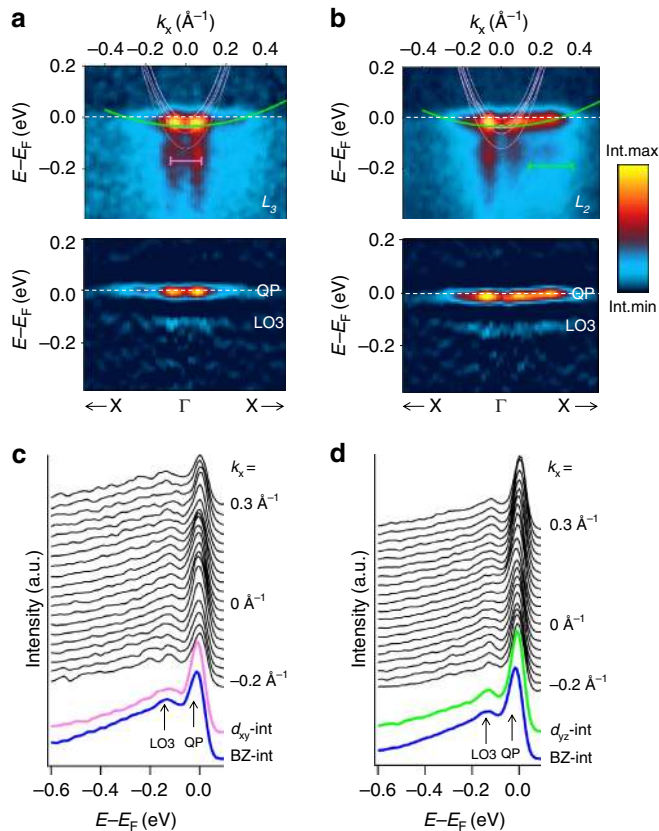 a
b
kx (Å−1)
kx (Å−1)
−0.4 −0.2 0.0 0.2 0.4
−0.4 −0.2 0.0 0.2 0.4
0.2
0.0
−0.2
E–EF (eV)
L3
0.2
0.0
−0.2
E–EF (eV)
L2
Int.max
Int.min
0.2
0.0
−0.2
E–EF (eV)
QP
LO3
0.2
0.0
−0.2
E–EF (eV)
QP
LO3
← X Γ X →
← X Γ X →
c
d
kx =
0.3 Å−1
0 Å−1
−0.2 Å−1
dxy-int
BZ-int
LO3
QP
Intensity (a.u.)
−0.6 −0.4 −0.2 0.0
E–EF (eV)
kx =
0.3 Å−1
0 Å−1
−0.2 Å−1
dyz-int
BZ-int
LO3
QP
Intensity (a.u.)
−0.6 −0.4 −0.2 0.0
E–EF (eV)